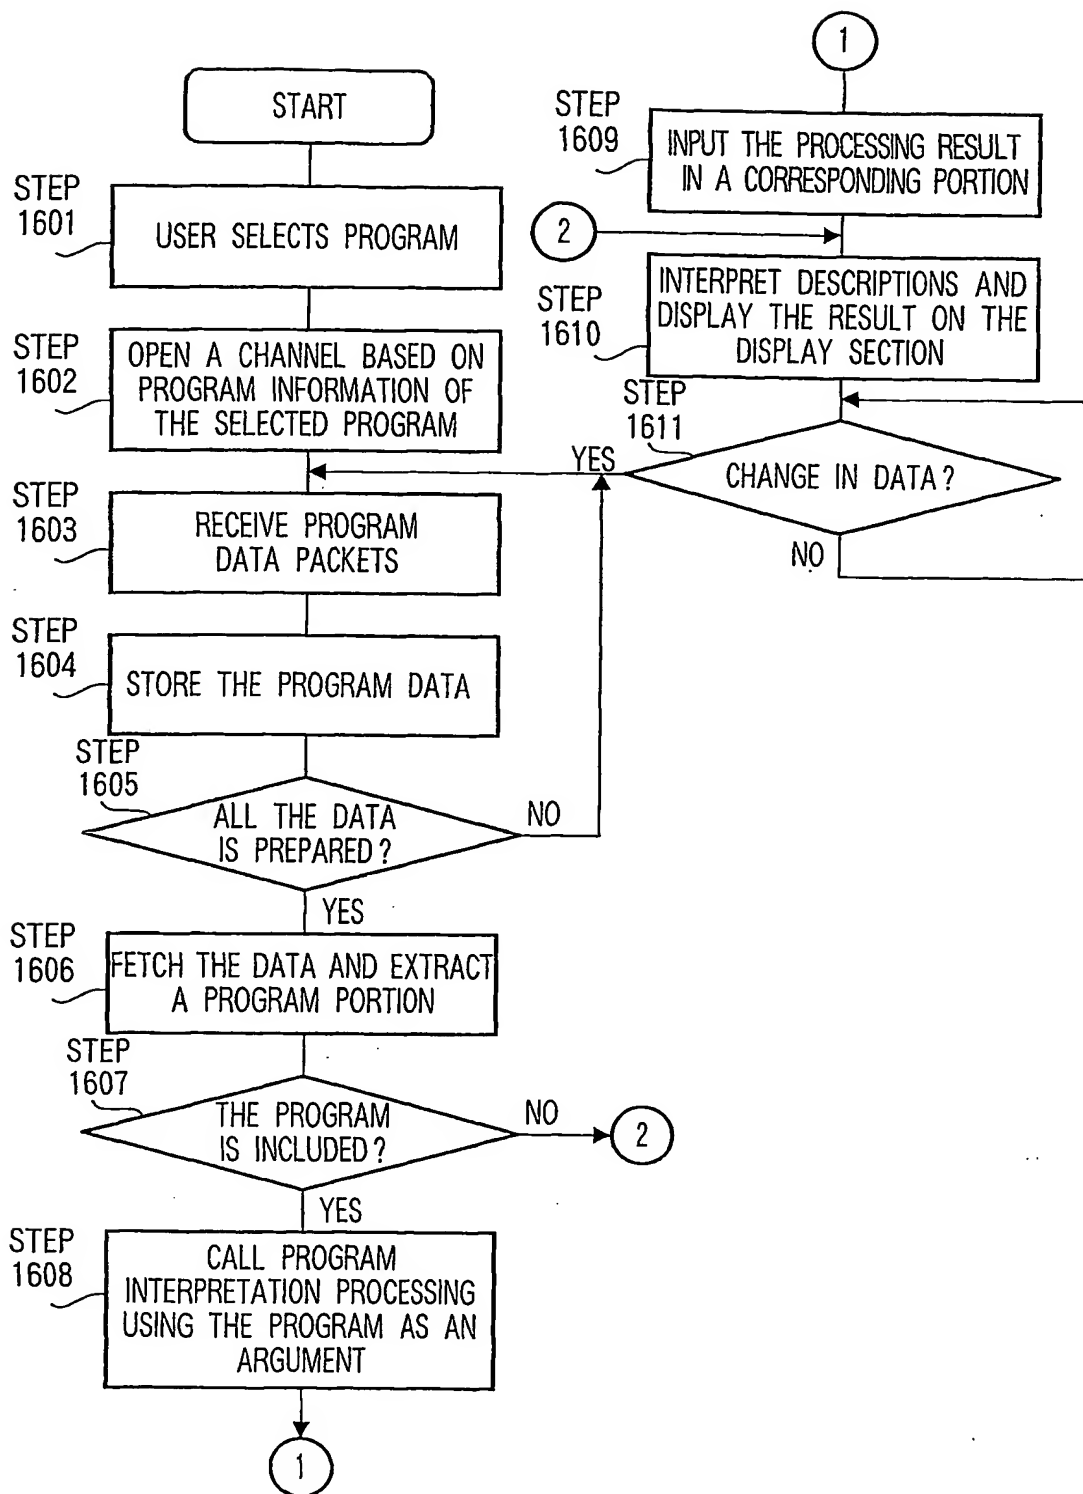 START
STEP
1601
USER SELECTS PROGRAM
STEP
1602
OPEN A CHANNEL BASED ON
PROGRAM INFORMATION OF
THE SELECTED PROGRAM
STEP
1603
RECEIVE PROGRAM
DATA PACKETS
STEP
1604
STORE THE PROGRAM DATA
STEP
1605
ALL THE DATA
IS PREPARED?
NO
YES
STEP
1606
FETCH THE DATA AND EXTRACT
A PROGRAM PORTION
STEP
1607
THE PROGRAM
IS INCLUDED?
NO
2
YES
STEP
1608
CALL PROGRAM
INTERPRETATION PROCESSING
USING THE PROGRAM AS AN
ARGUMENT
1
1
STEP
1609
INPUT THE PROCESSING RESULT
IN A CORRESPONDING PORTION
2
STEP
1610
INTERPRET DESCRIPTIONS AND
DISPLAY THE RESULT ON THE
DISPLAY SECTION
STEP
1611
YES
CHANGE IN DATA?
NO